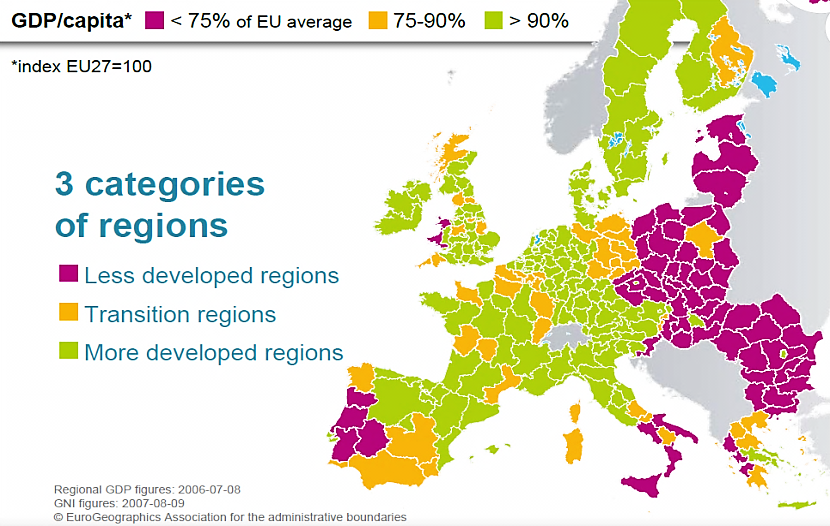 GDP/capita* < 75% of EU average 75-90% > 90%
*index EU27=100
3 categories
of regions
Less developed regions
Transition regions
More developed regions
Regional GDP figures: 2006-07-08
GNI figures: 2007-08-09
© EuroGeographics Association for the administrative boundaries